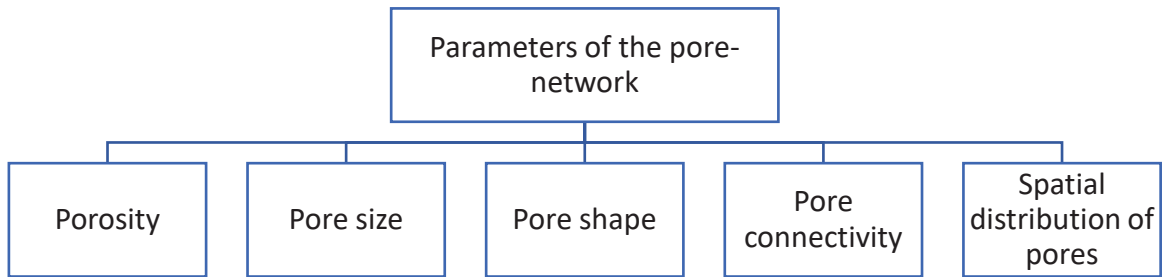 Parameters of the pore-
network
Porosity
Pore size
Pore shape
Pore
connectivity
Spatial
distribution of
pores